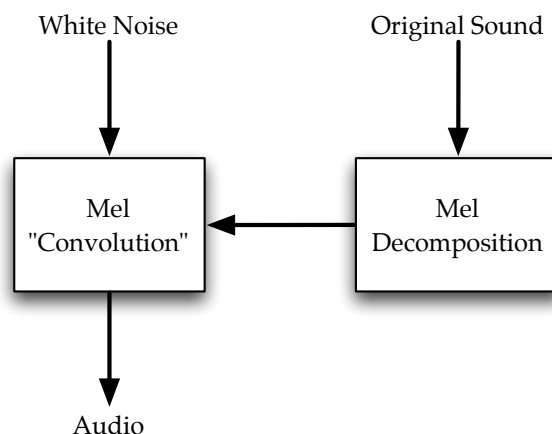 White Noise
Original Sound
Mel
"Convolution"
Mel
Decomposition
Audio